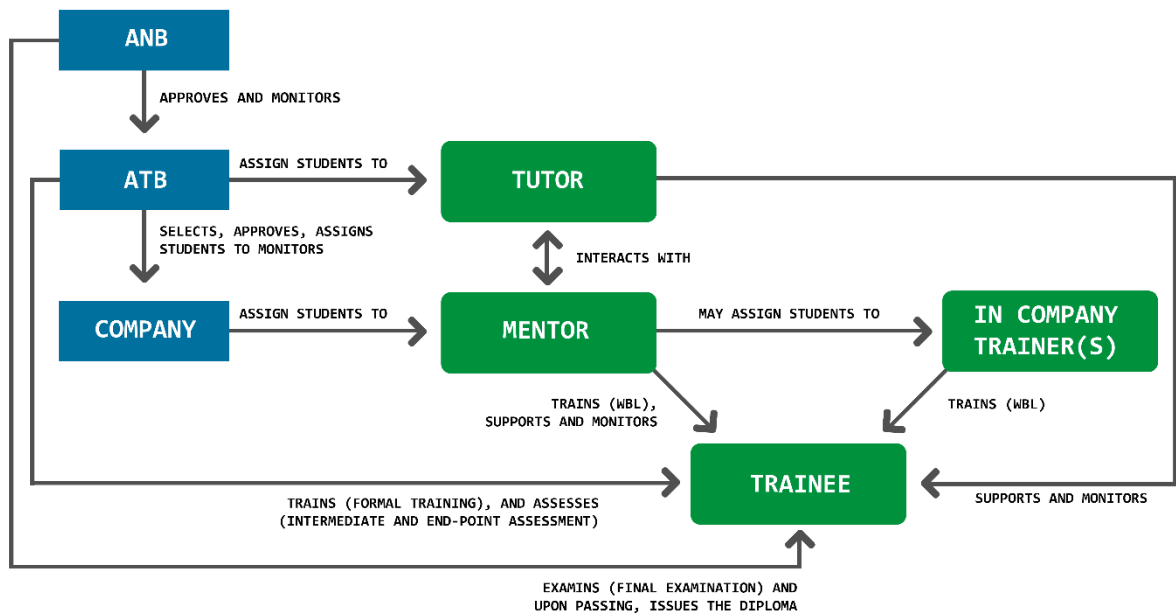 ANB
APPROVES AND MONITORS
ATB
ASSIGN STUDENTS TO
TUTOR
SELECTS, APPROVES, ASSIGNS
STUDENTS TO MONITORS
INTERACTS WITH
COMPANY
ASSIGN STUDENTS TO
MENTOR
MAY ASSIGN STUDENTS TO
IN COMPANY
TRAINER(S)
TRAINS (WBL),
SUPPORTS AND MONITORS
TRAINS (WBL)
TRAINEE
TRAINS (FORMAL TRAINING), AND ASSESSES
(INTERMEDIATE AND END-POINT ASSESSMENT)
SUPPORTS AND MONITORS
EXAMINS (FINAL EXAMINATION) AND
UPON PASSING, ISSUES THE DIPLOMA